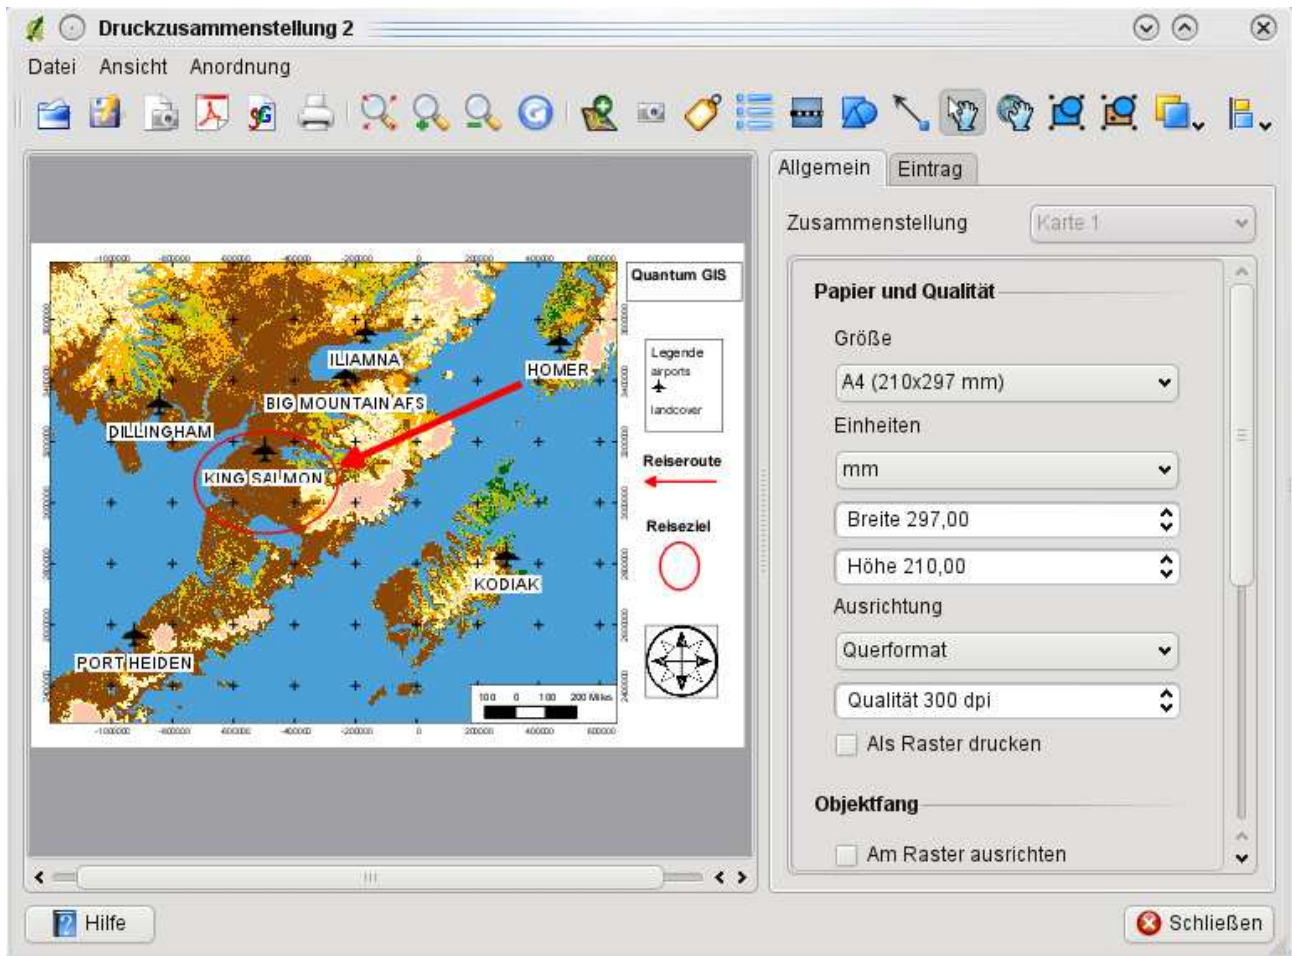 Druckzusammenstellung 2
Datei Ansicht Anordnung
Allgemein Eintrag
Zusammenstellung Karte 1
Papier und Qualität
Größe
A4 (210x297 mm)
Einheiten
mm
Breite 297,00
Höhe 210,00
Ausrichtung
Querformat
Qualität 300 dpi
Als Raster drucken
Objektfang
Am Raster ausrichten
Quantum GIS
Legende
airports
landcover
Reiseroute
Reiseziel
ILIAMNA
HOMER
BIG MOUNTAIN AFS
DILLINGHAM
KING SALMON
KODIAK
PORT HEIDEN
100 0 100 200 Miles
Hilfe
Schließen